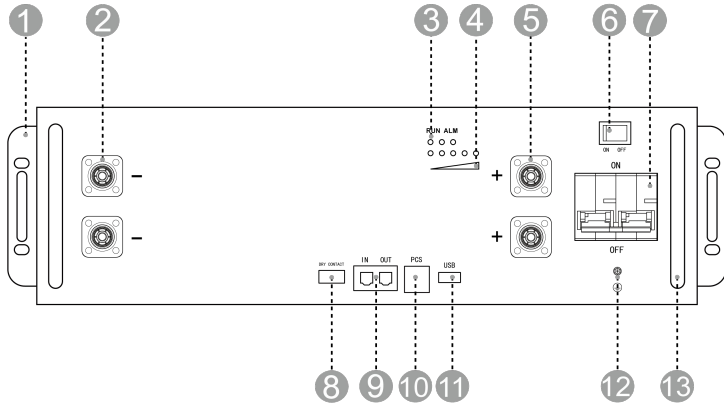 1 2 3 4 5 6 7
RUN ALM
ON OFF
ON
- +
- +
OFF
IN OUT PCS USB
DRY CONTACT
8 9 10 11 12 13